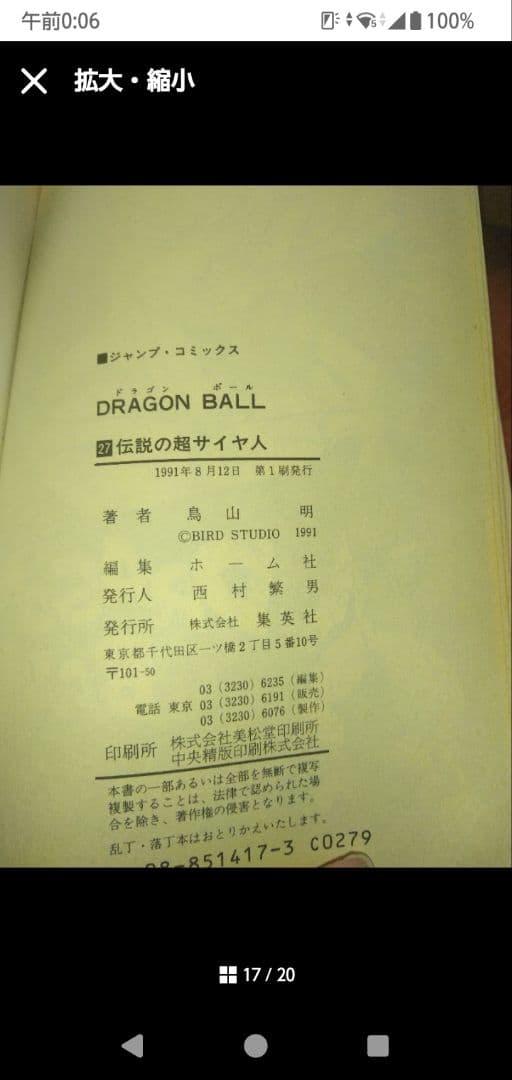 午前0:06
100%
拡大・縮小
■ジャンプ・コミックス
ドラゴン ボール
DRAGON BALL
27 伝説の超サイヤ人
1991年8月12日 第1刷発行
著者 鳥山 明
©BIRD STUDIO 1991
編集 ホーム社
発行人 西村繁男
発行所 株式会社 集英社
東京都千代田区一ツ橋2丁目5番10号
〒101-50
03 (3230) 6235 (編集)
電話 東京 03 (3230) 6191 (販売)
03 (3230) 6076 (製作)
印刷所 株式会社美松堂印刷所
中央精版印刷株式会社
本書の一部あるいは全部を無断で複写
複製することは、法律で認められた場
合を除き、著作権の侵害となります。
乱丁・落丁本はおとりかえいたします。
08-851417-3 C0279
17 / 20